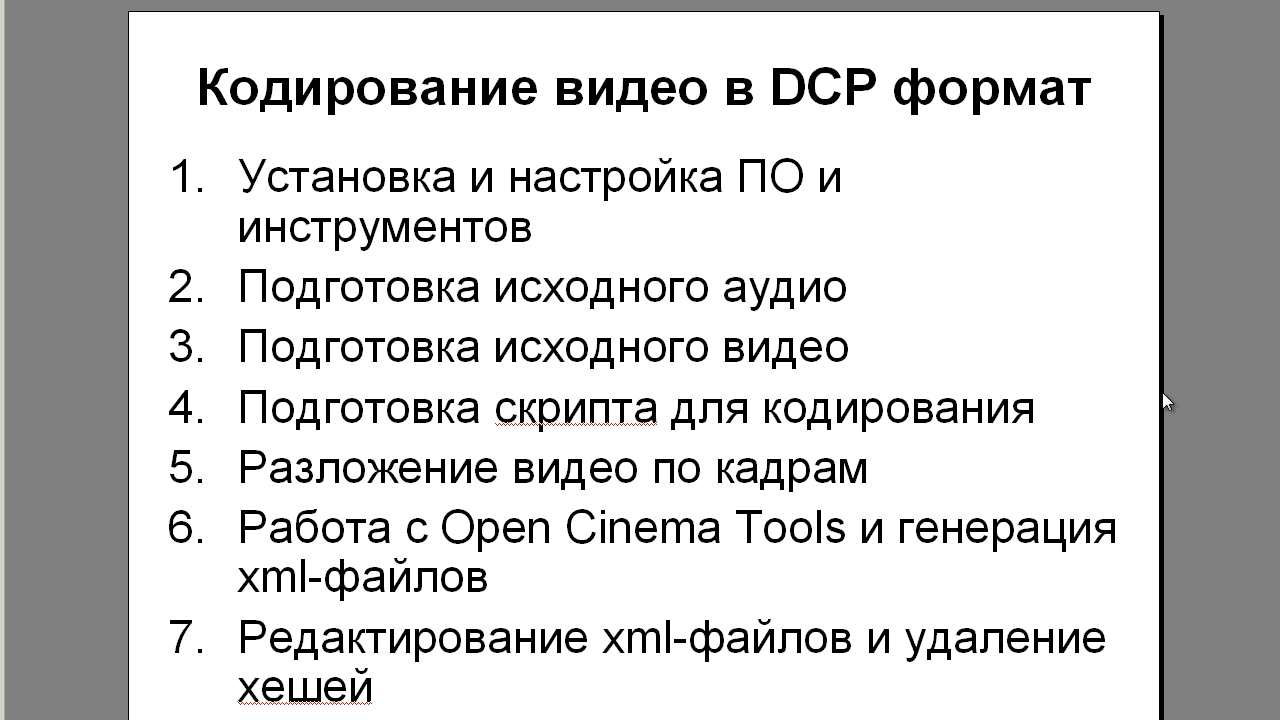 Кодирование видео в DCP формат
1. Установка и настройка ПО и
инструментов
2. Подготовка исходного аудио
3. Подготовка исходного видео
4. Подготовка скрипта для кодирования
5. Разложение видео по кадрам
6. Работа с Open Cinema Tools и генерация
xml-файлов
7. Редактирование xml-файлов и удаление
хешей